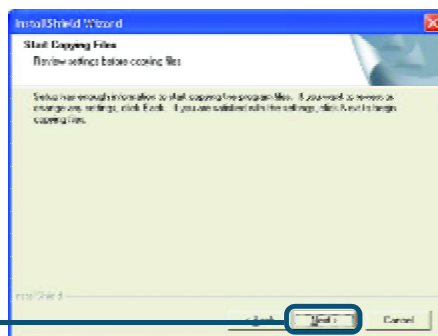 InstallShield Wizard
Start Copying Files
Review settings before copying files.
Setup has enough information to start copying the program files. If you want to review or
change any settings, click Back. If you are satisfied with the settings, click Next to begin
copying files.
InstallShield
< Back Next > Cancel